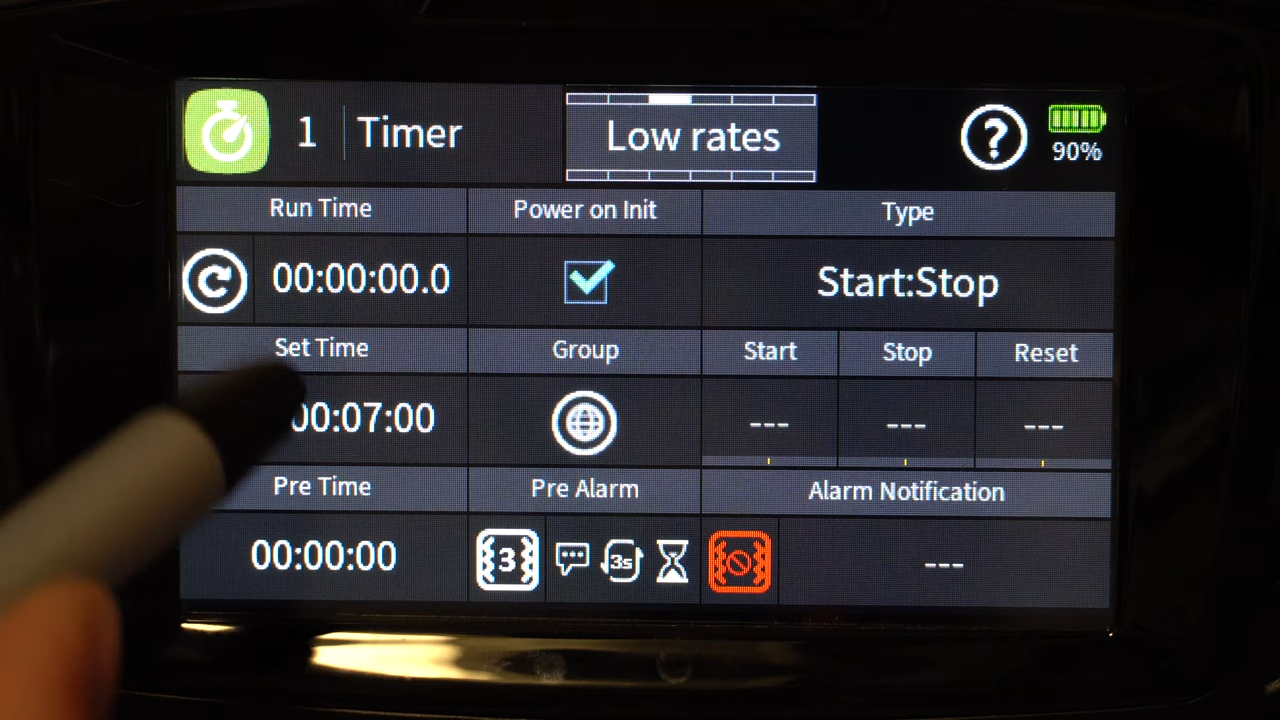 1 Timer
Low rates
?
90%
Run Time
Power on Init
Type
00:00:00.0
Start:Stop
Set Time
Group
Start
Stop
Reset
00:07:00
---
---
---
Pre Time
Pre Alarm
Alarm Notification
00:00:00
3
3s
---